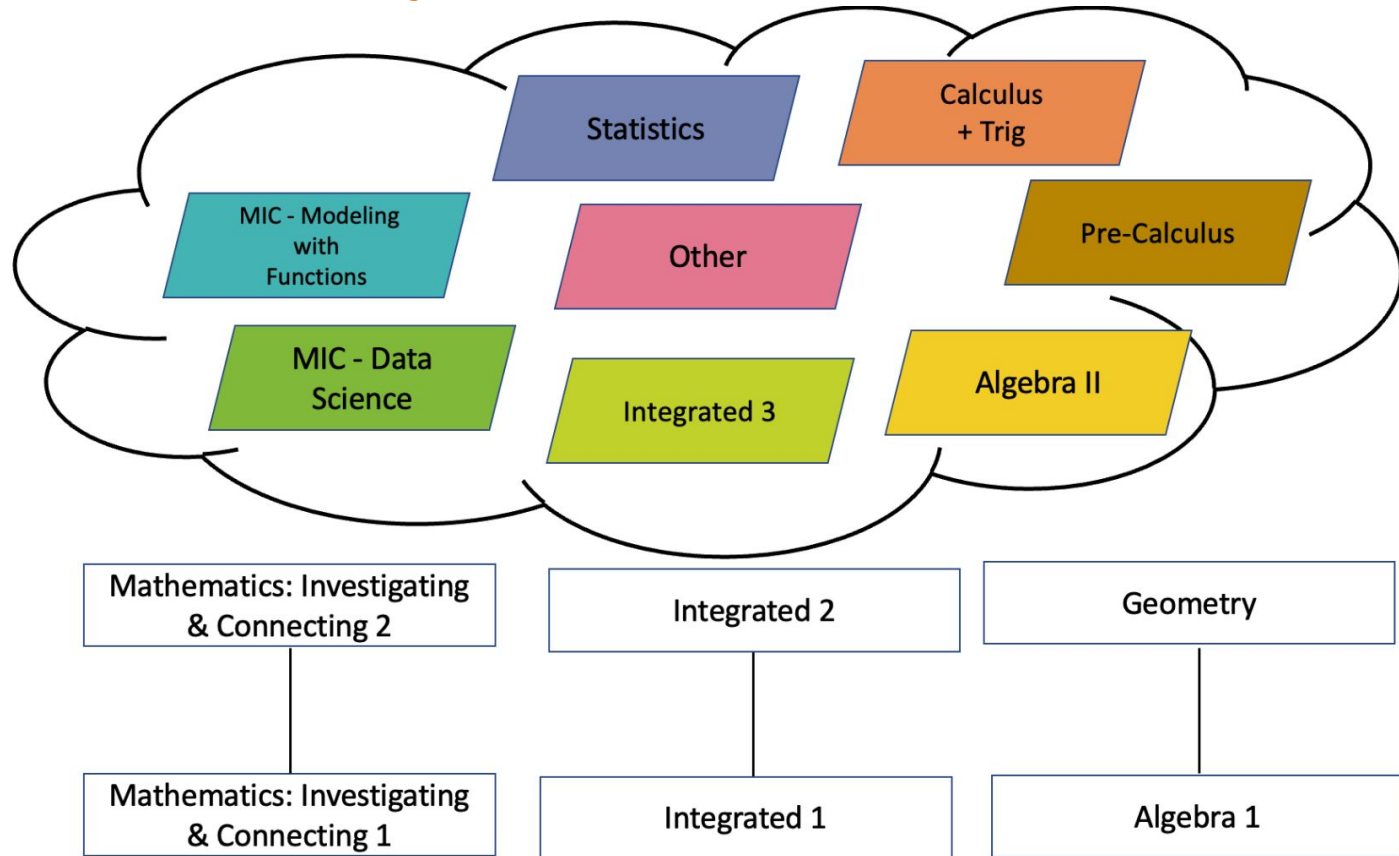 Statistics
Calculus
+ Trig
MIC - Modeling
with
Functions
Other
Pre-Calculus
MIC - Data
Science
Integrated 3
Algebra II
Mathematics: Investigating
& Connecting 2
Integrated 2
Geometry
Mathematics: Investigating
& Connecting 1
Integrated 1
Algebra 1